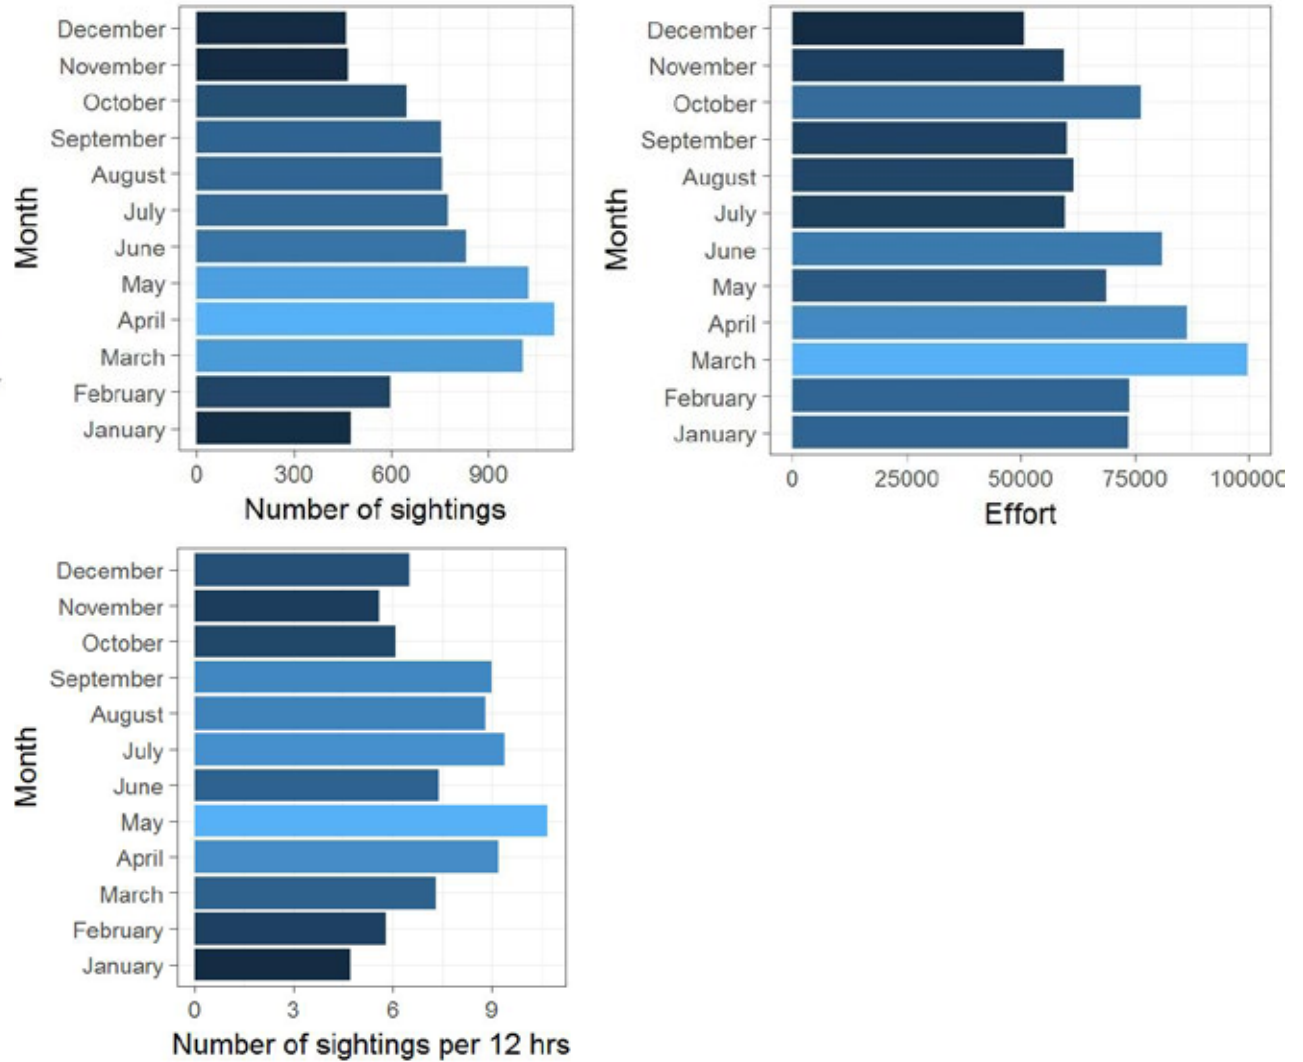 Month
December
November
October
September
August
July
June
May
April
March
February
January
0 300 600 900
Number of sightings
Month
December
November
October
September
August
July
June
May
April
March
February
January
0 25000 50000 75000 10000C
Effort
Month
December
November
October
September
August
July
June
May
April
March
February
January
0 3 6 9
Number of sightings per 12 hrs